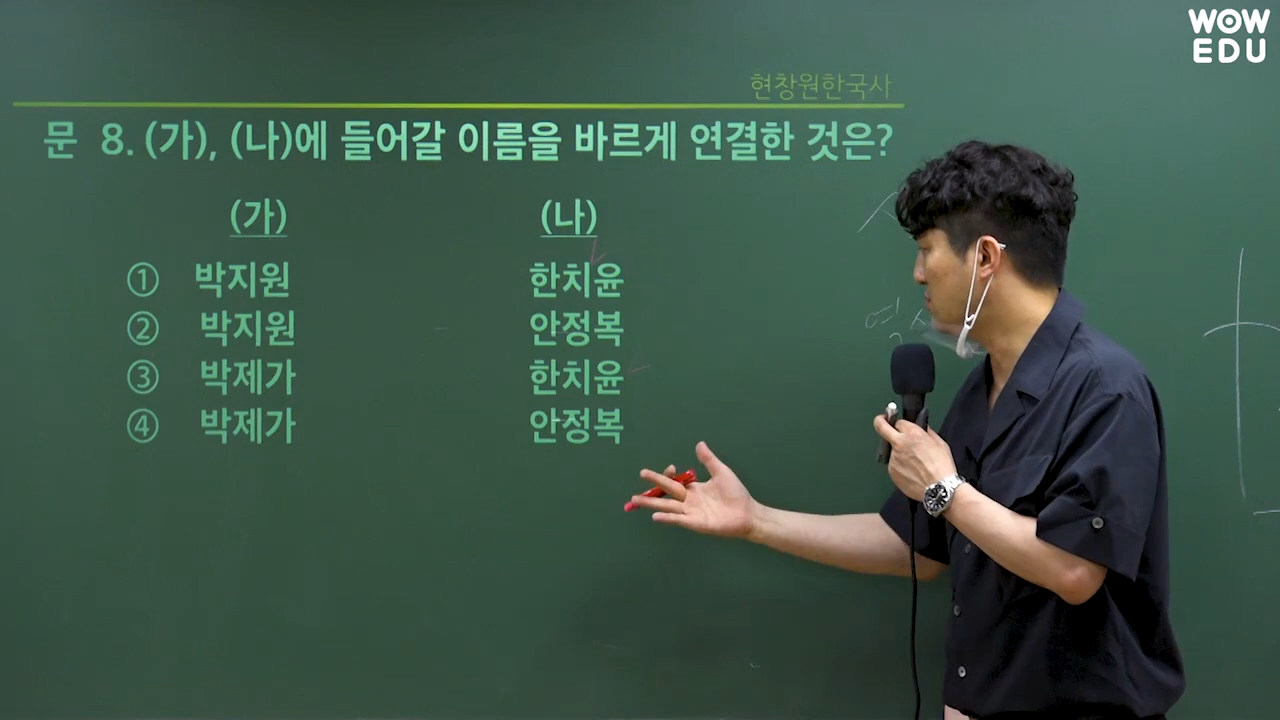 WOW
EDU
현창원한국사
문 8. (가), (나)에 들어갈 이름을 바르게 연결한 것은?
(가) (나)
① 박지원 한치윤
② 박지원 안정복
③ 박제가 한치윤
④ 박제가 안정복